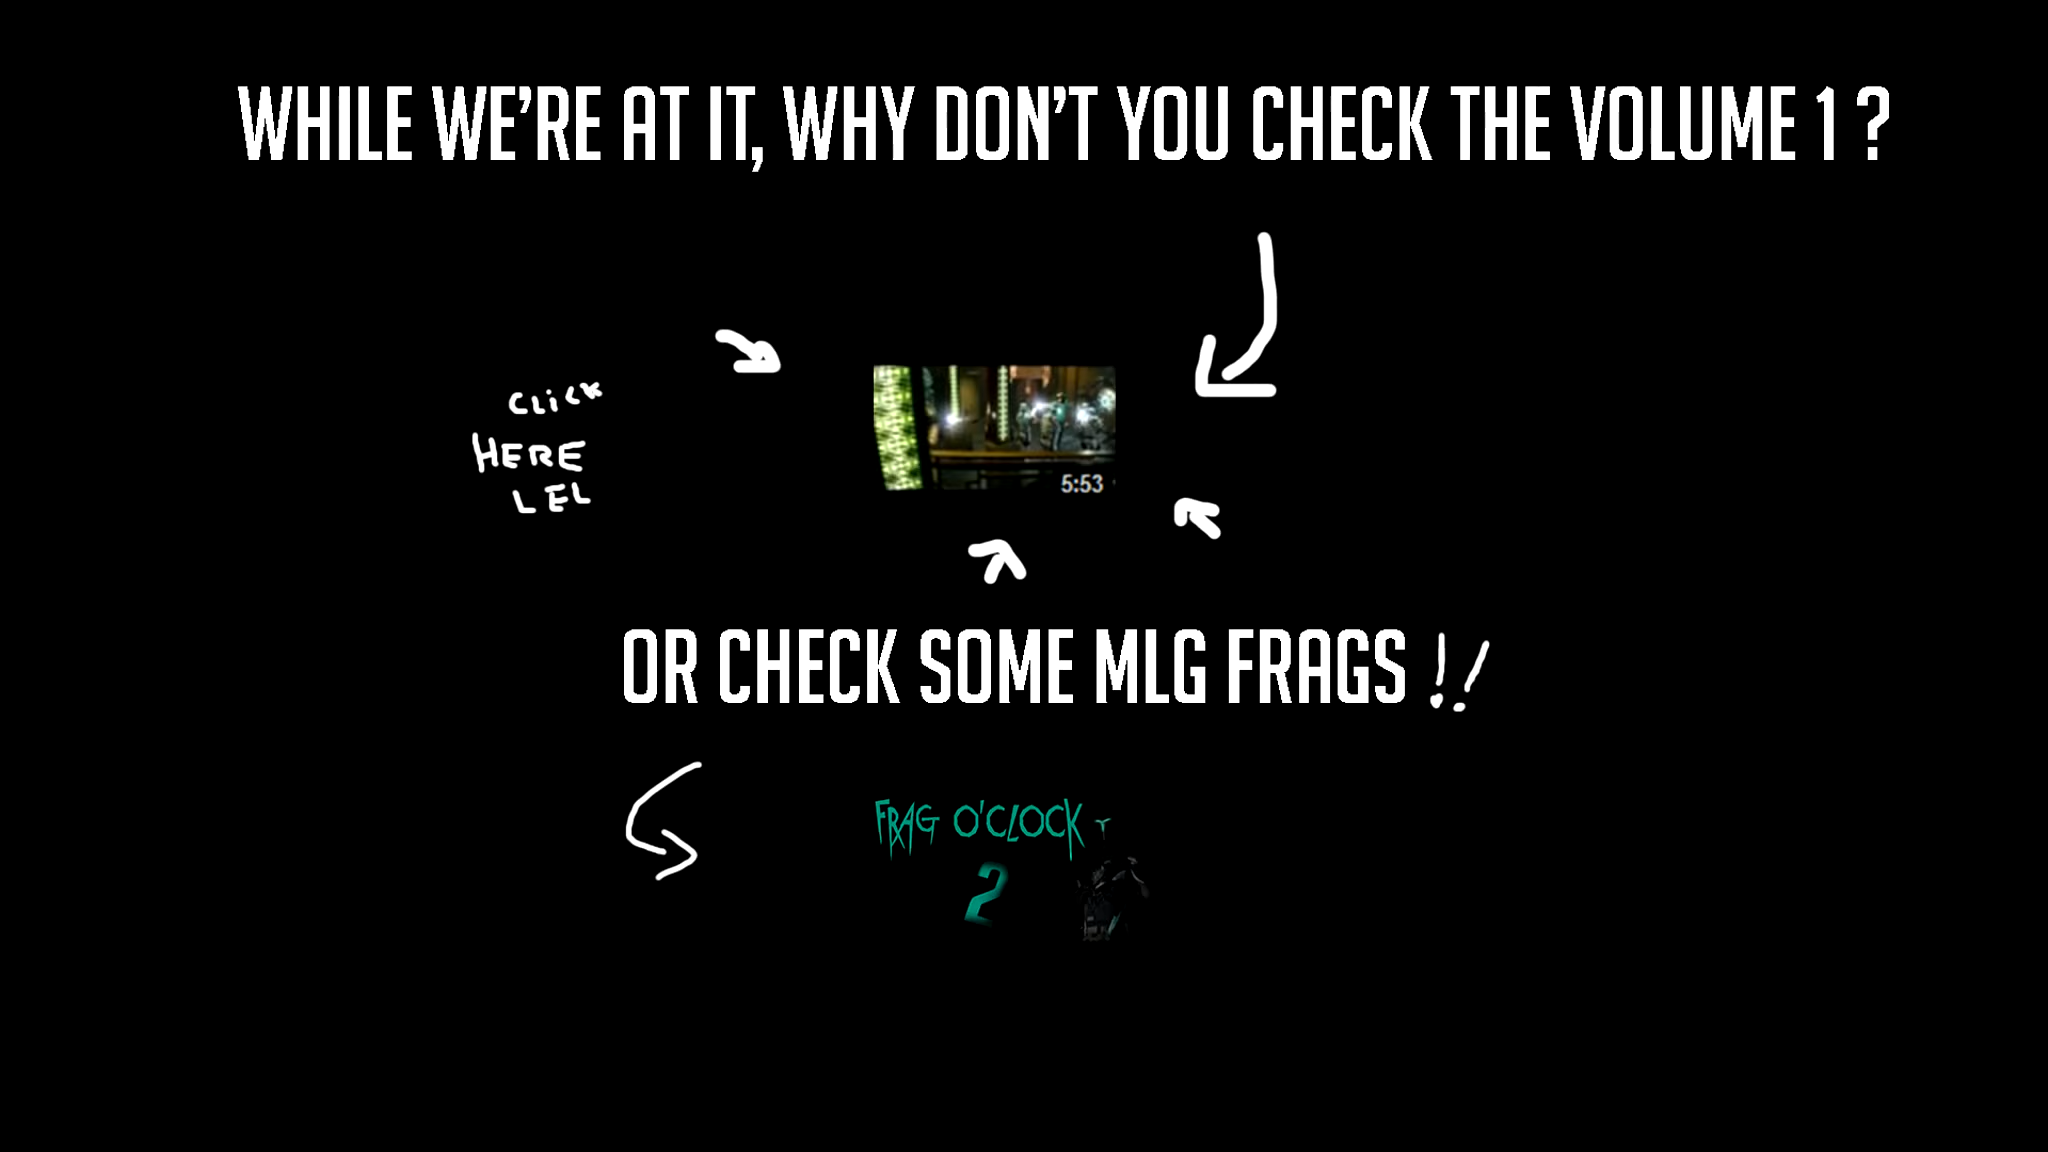 WHILE WE'RE AT IT, WHY DON'T YOU CHECK THE VOLUME 1 ?
CLICK
HERE
LEL
5:53
OR CHECK SOME MLG FRAGS !!
FRAG O'CLOCK
2